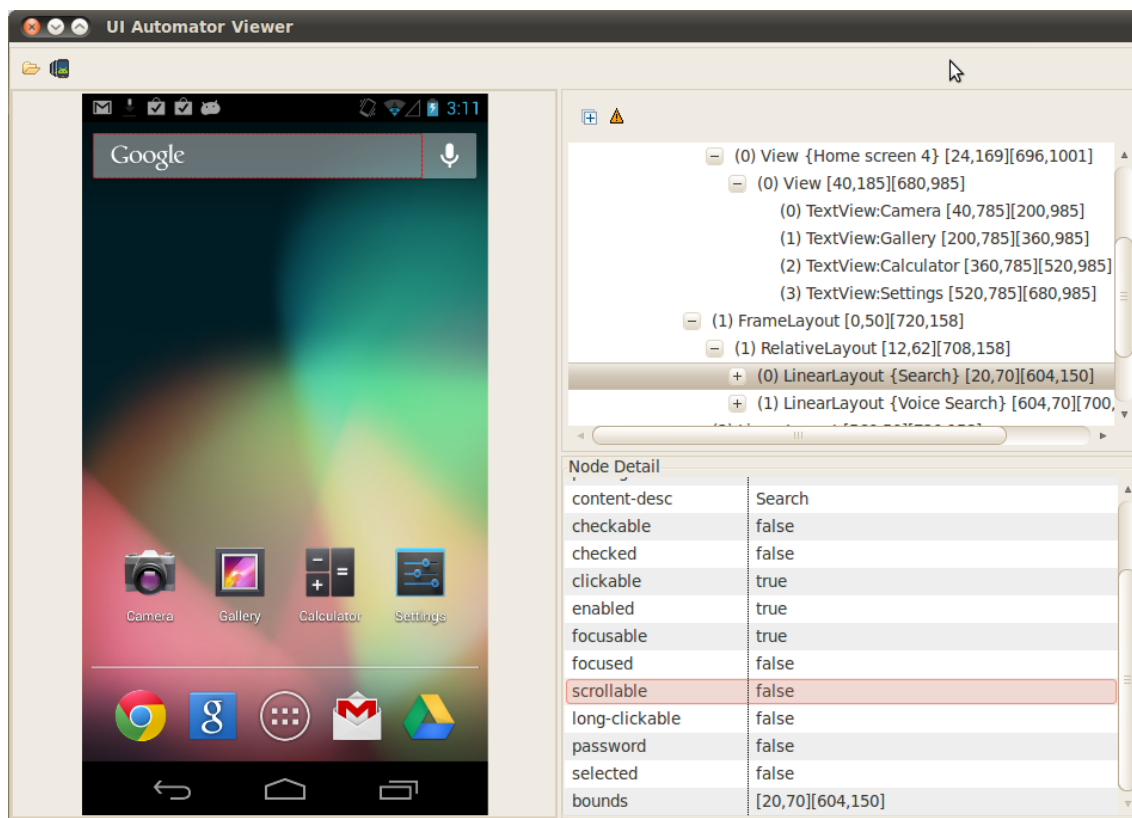 UI Automator Viewer
3:11
Google
Camera
Gallery
Calculator
Settings
g
(0) View {Home screen 4} [24,169][696,1001]
(0) View [40,185][680,985]
(0) TextView:Camera [40,785][200,985]
(1) TextView:Gallery [200,785][360,985]
(2) TextView:Calculator [360,785][520,985]
(3) TextView:Settings [520,785][680,985]
(1) FrameLayout [0,50][720,158]
(1) RelativeLayout [12,62][708,158]
(0) LinearLayout {Search} [20,70][604,150]
(1) LinearLayout {Voice Search} [604,70][700,
Node Detail
content-desc Search
checkable false
checked false
clickable true
enabled true
focusable true
focused false
scrollable false
long-clickable false
password false
selected false
bounds [20,70][604,150]